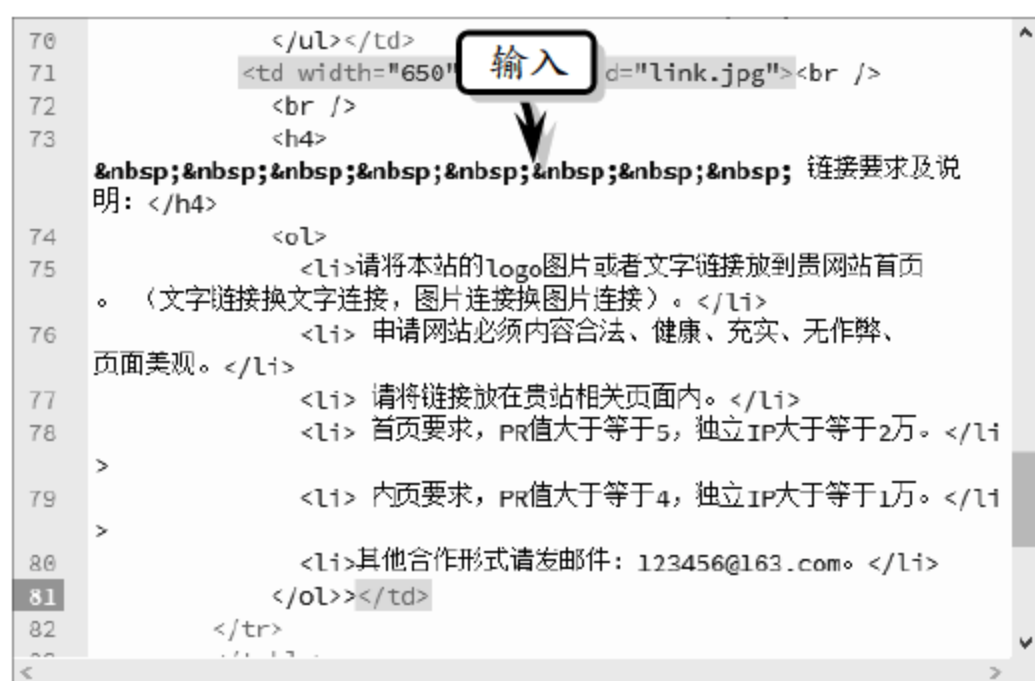 70 </ul></td>
输入
71 <td width="650" d="link.jpg"><br />
72 <br />
73 <h4>
&nbsp;&nbsp;&nbsp;&nbsp;&nbsp;&nbsp;&nbsp;&nbsp; 链接要求及说
明：</h4>
74 <ol>
75 <li>请将本站的logo图片或者文字链接放到贵网站首页
。（文字链接换文字连接，图片连接换图片连接）。</li>
76 <li> 申请网站必须内容合法、健康、充实、无作弊、
页面美观。</li>
77 <li> 请将链接放在贵站相关页面内。</li>
78 <li> 首页要求，PR值大于等于5，独立IP大于等于2万。</li
>
79 <li> 内页要求，PR值大于等于4，独立IP大于等于1万。</li
>
80 <li>其他合作形式请发邮件：123456@163.com。</li>
81 </ol>></td>
82 </tr>